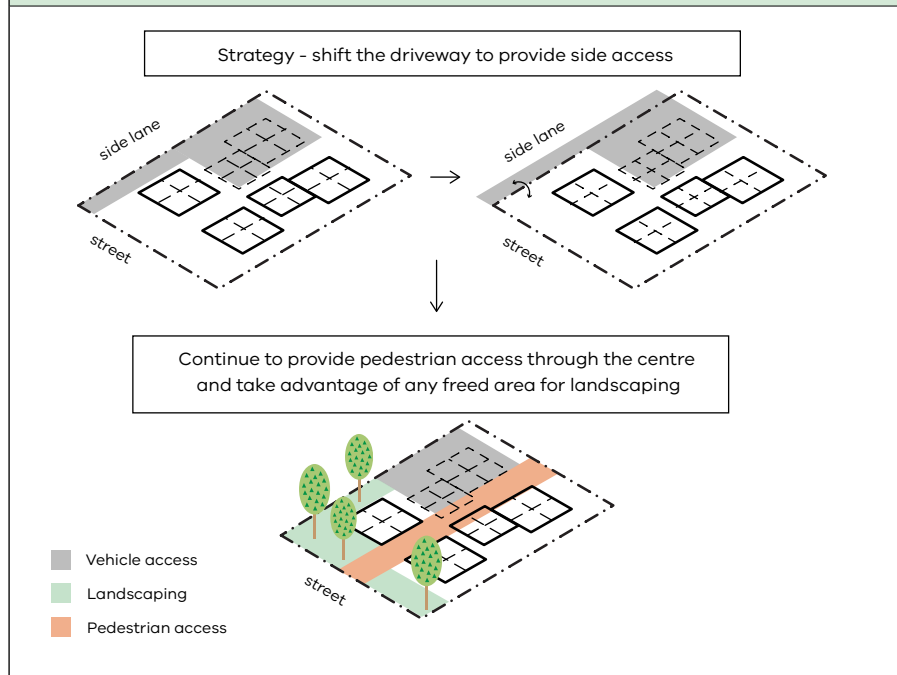 Strategy - shift the driveway to provide side access
side lane
street
side lane
street
Continue to provide pedestrian access through the centre
and take advantage of any freed area for landscaping
street
Vehicle access
Landscaping
Pedestrian access